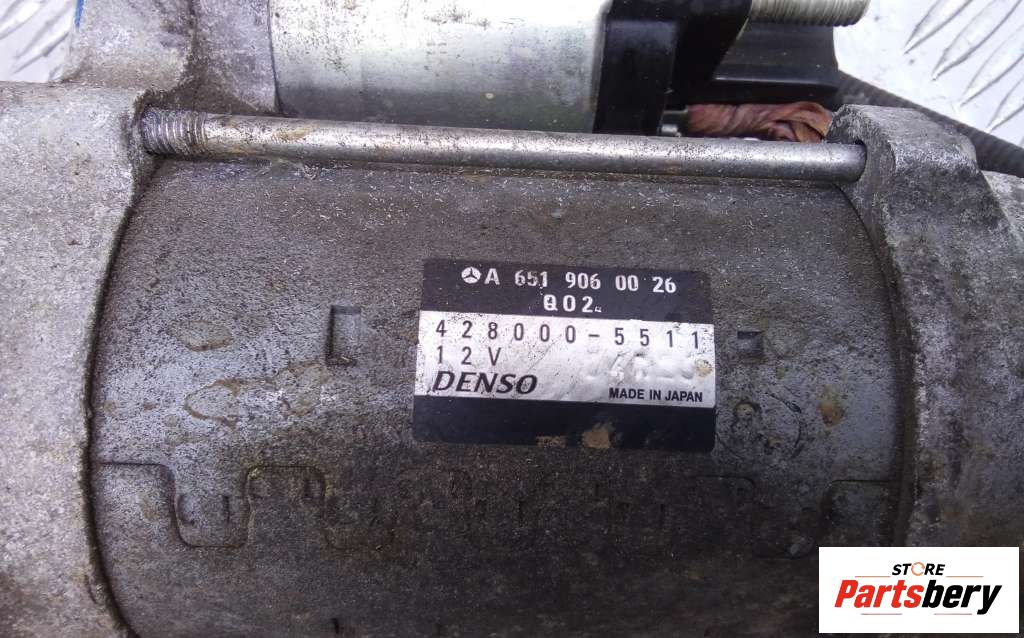 A 651 906 00 26
Q02
428000-5511
12V
DENSO
MADE IN JAPAN
STORE
Partsbery